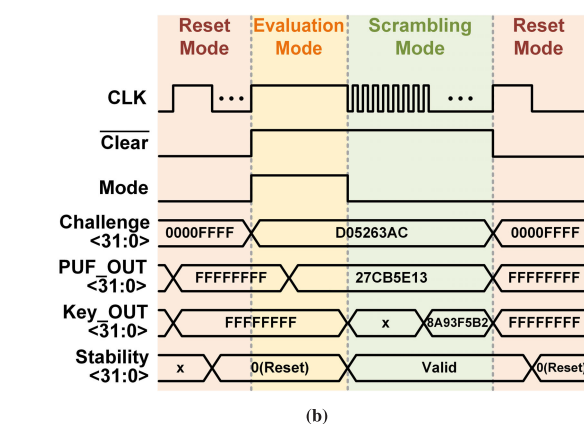 Reset Mode
Evaluation Mode
Scrambling Mode
Reset Mode
CLK
Clear
Mode
Challenge <31:0>
0000FFFF
D05263AC
0000FFFF
PUF_OUT <31:0>
FFFFFFFF
27CB5E13
FFFFFFFF
Key_OUT <31:0>
FFFFFFFF
x
8A93F5B2
FFFFFFFF
Stability <31:0>
x
0(Reset)
Valid
0(Reset)
(b)